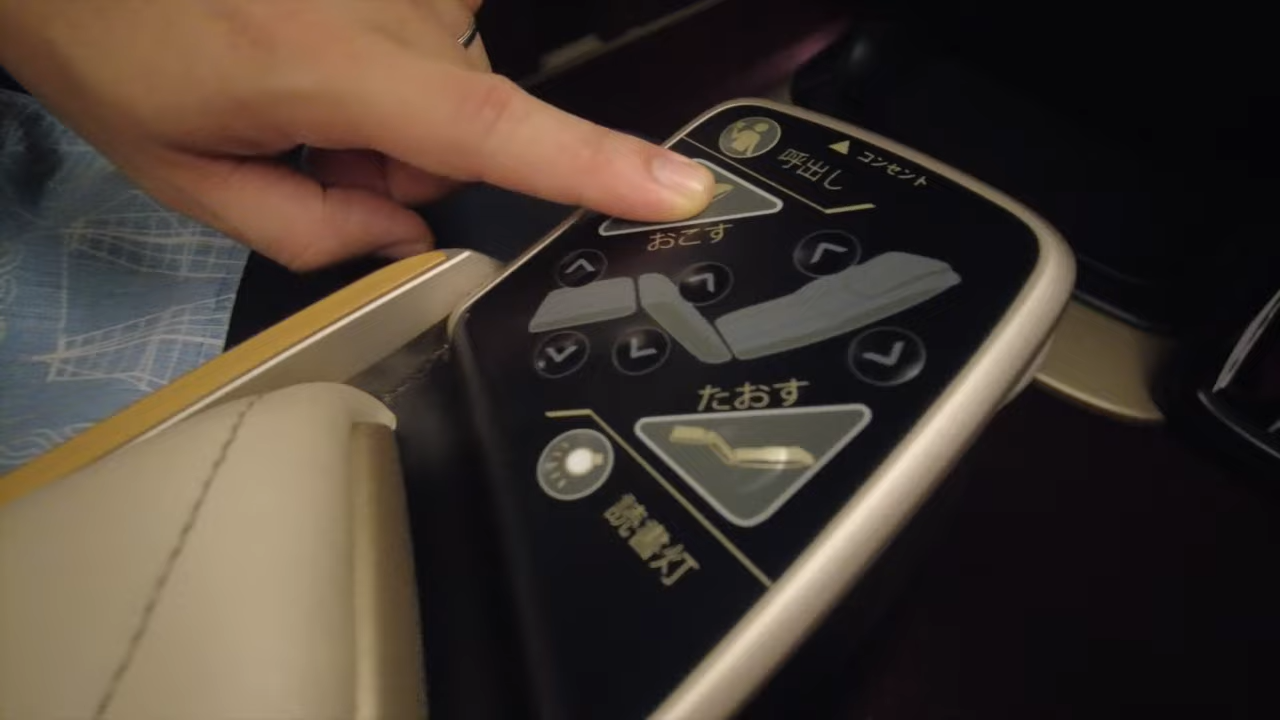 ▲ コンセント
呼出し
おこす
たおす
読書灯